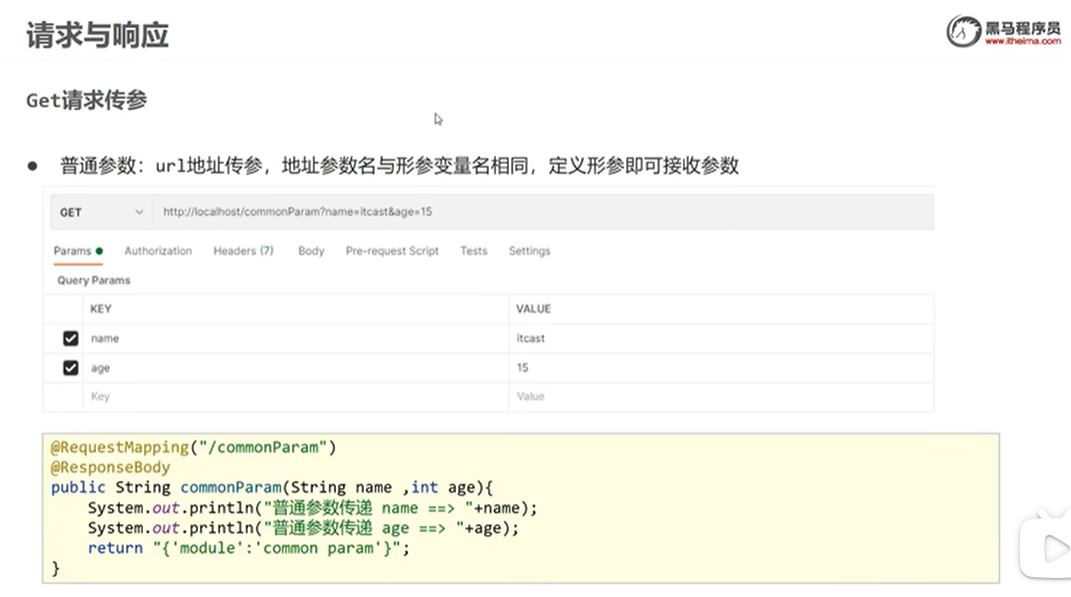 请求与响应
黑马程序员
www.itheima.com
Get请求传参
● 普通参数：url地址传参，地址参数名与形参变量名相同，定义形参即可接收参数
GET http://localhost/commonParam?name=itcast&age=15
Params Authorization Headers (7) Body Pre-request Script Tests Settings
Query Params
KEY VALUE
name itcast
age 15
Key Value
@RequestMapping("/commonParam")
@ResponseBody
public String commonParam(String name ,int age){
    System.out.println("普通参数传递 name ==> "+name);
    System.out.println("普通参数传递 age ==> "+age);
    return "{'module':'common param'}";
}